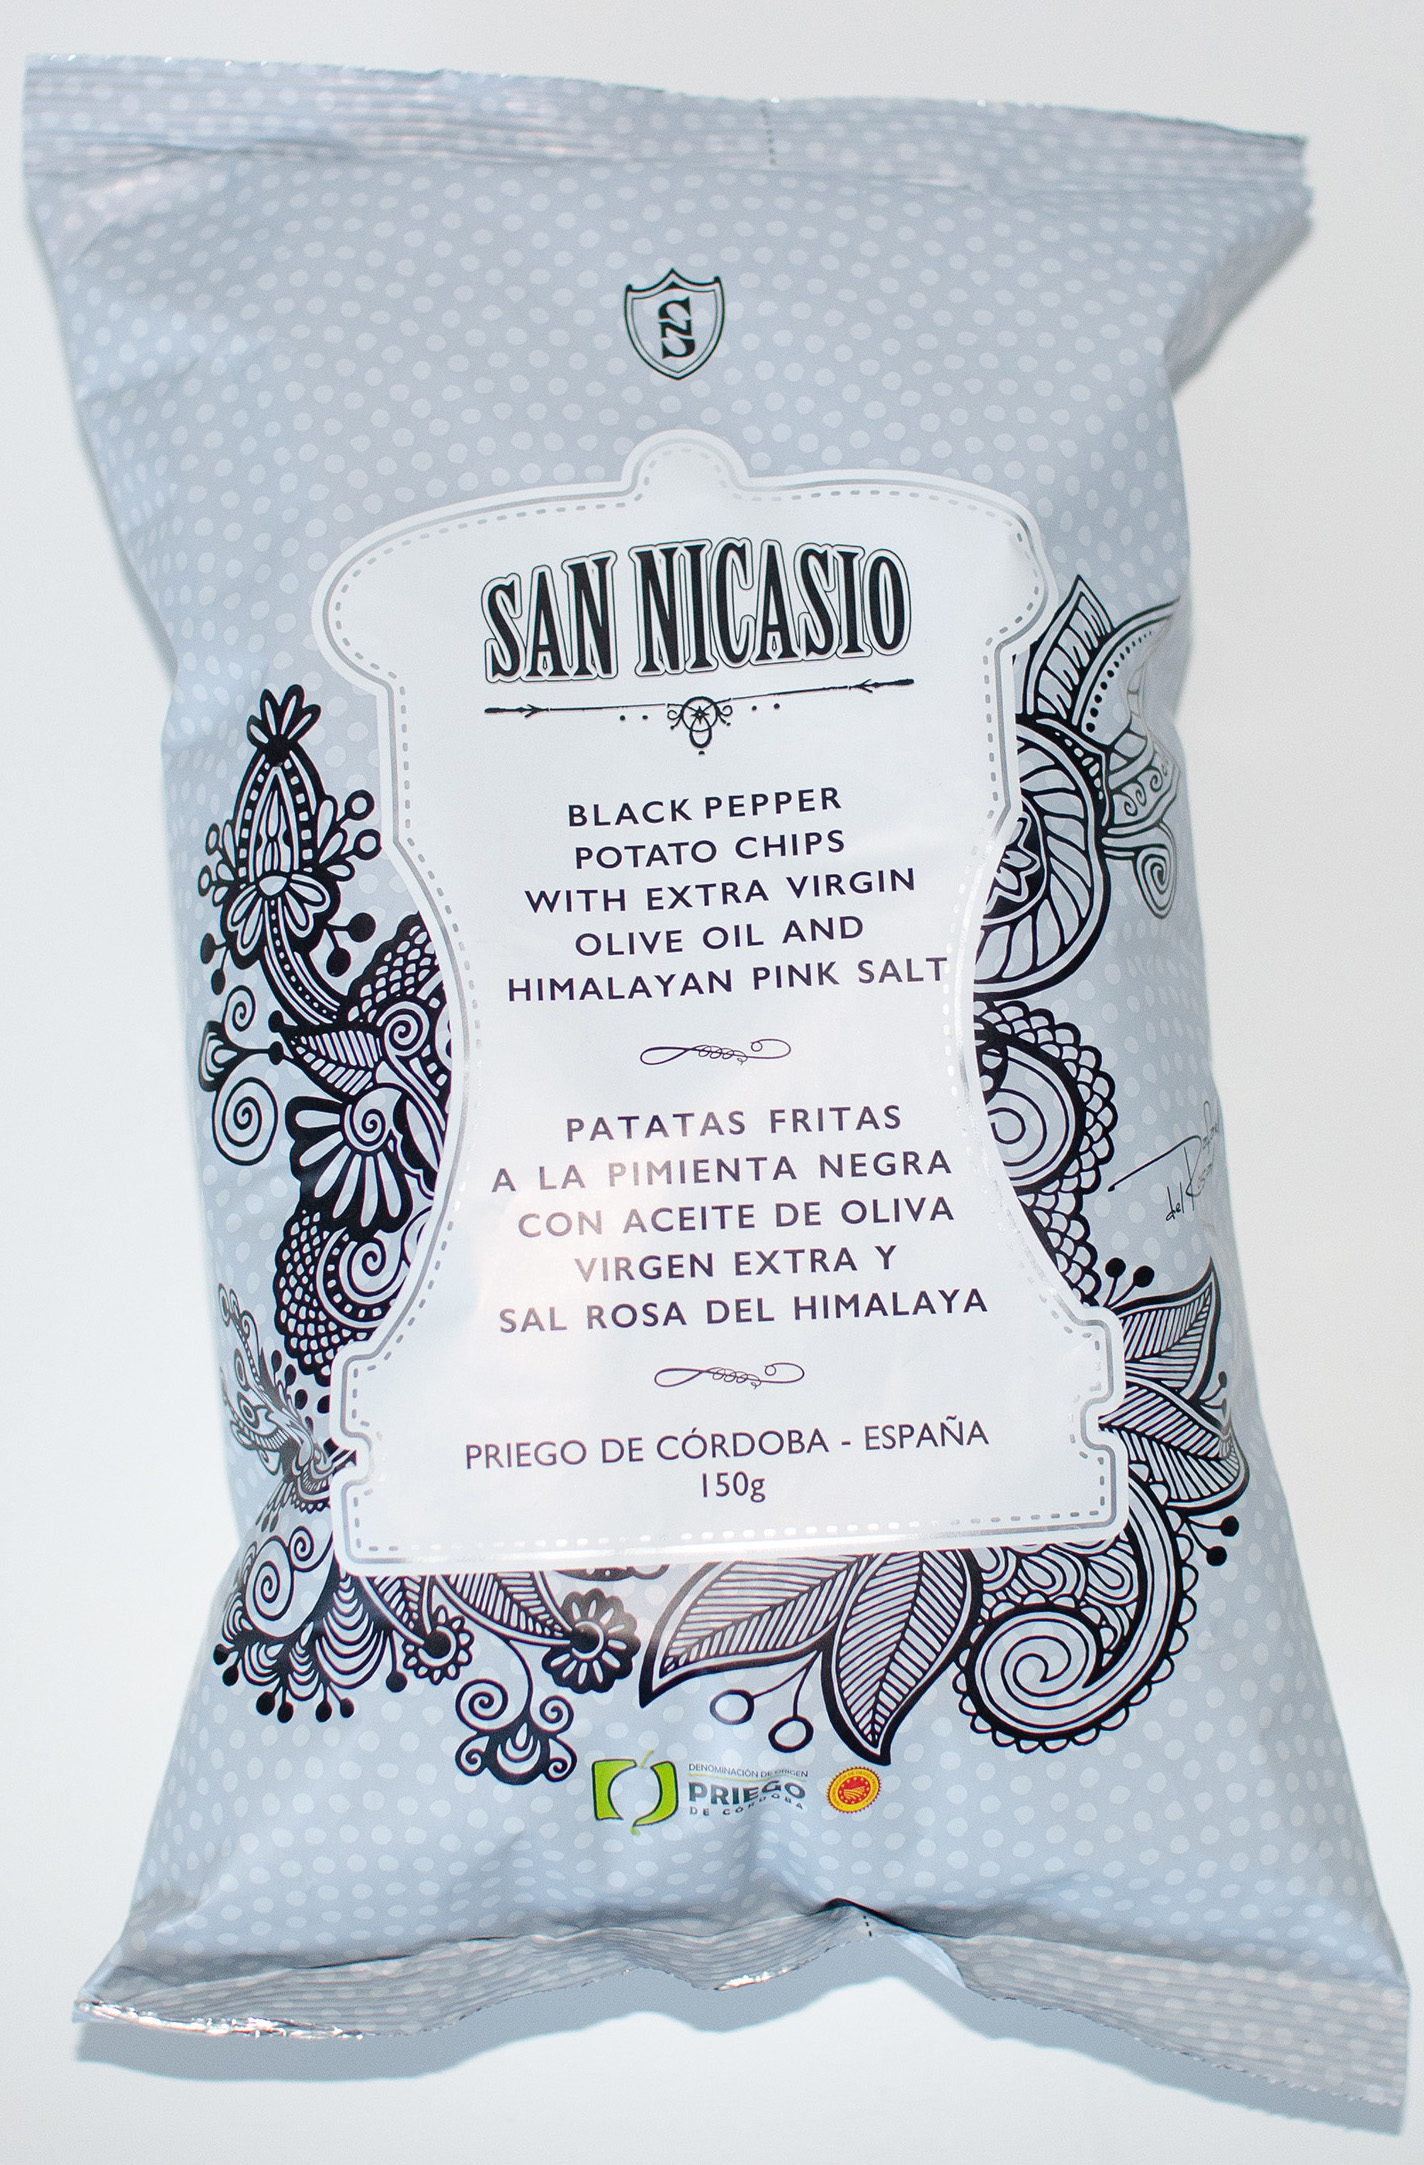 SAN NICASIO
BLACK PEPPER
POTATO CHIPS
WITH EXTRA VIRGIN
OLIVE OIL AND
HIMALAYAN PINK SALT
PATATAS FRITAS
A LA PIMIENTA NEGRA
CON ACEITE DE OLIVA
VIRGEN EXTRA Y
SAL ROSA DEL HIMALAYA
PRIEGO DE CÓRDOBA - ESPAÑA
150g
del
DENOMINACIÓN DE ORIGEN
PRIEGO
DE CÓRDOBA